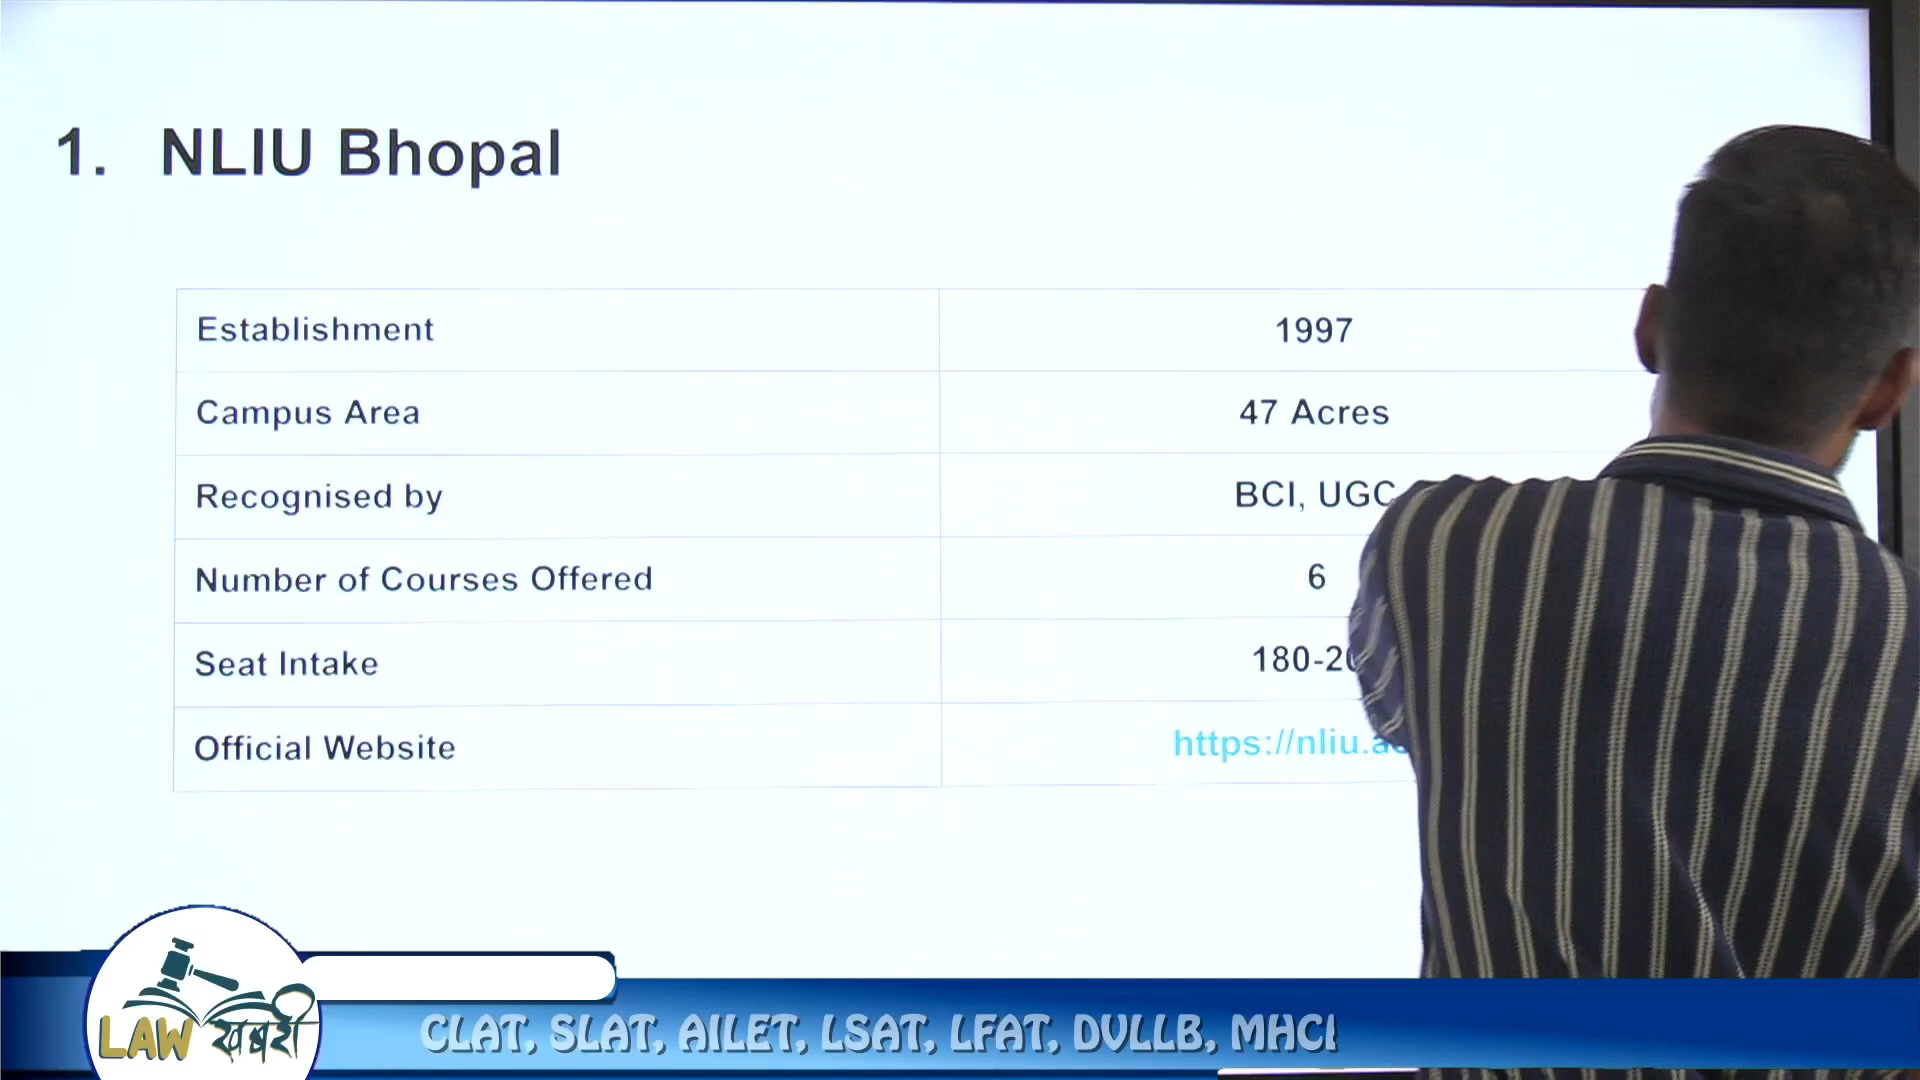 1. NLIU Bhopal
Establishment 1997
Campus Area 47 Acres
Recognised by BCI, UGC
Number of Courses Offered 6
Seat Intake
Official Website
LAW खबरी
CLAT, SLAT, AILET, LSAT, LFAT, DULLB,